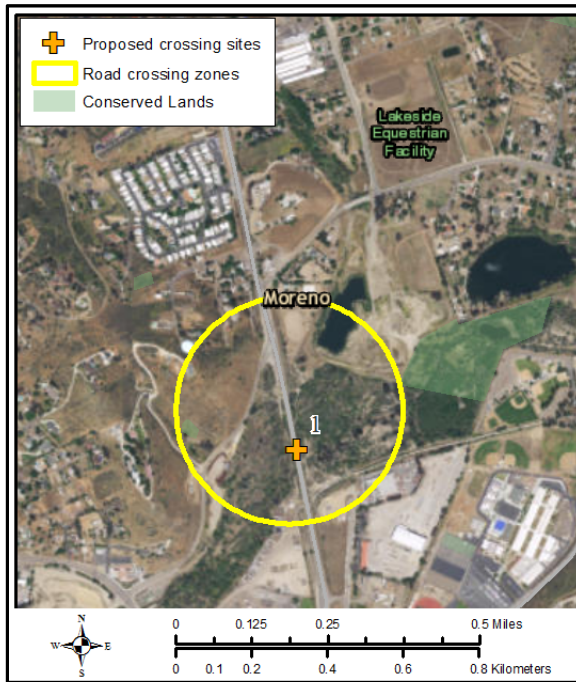 Proposed crossing sites
Road crossing zones
Conserved Lands
Lakeside
Equestrian
Facility
Moreno
1
N
W E
S
0 0.125 0.25 0.5 Miles
0 0.1 0.2 0.4 0.6 0.8 Kilometers